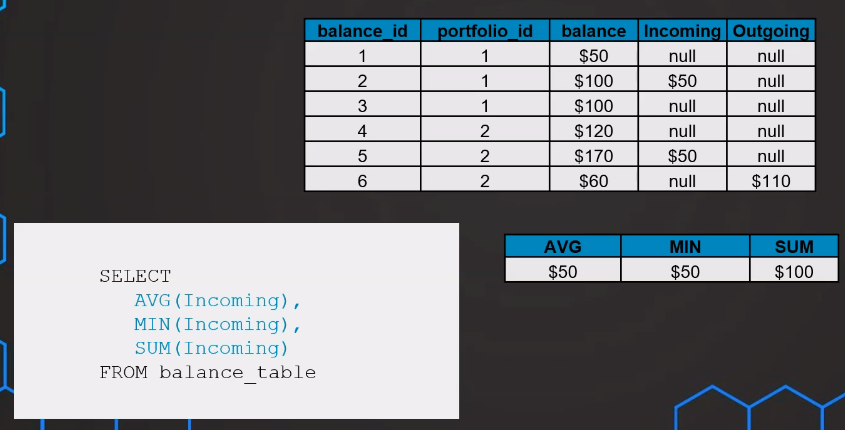 balance_id portfolio_id balance Incoming Outgoing
1 1 $50 null null
2 1 $100 $50 null
3 1 $100 null null
4 2 $120 null null
5 2 $170 $50 null
6 2 $60 null $110
AVG MIN SUM
$50 $50 $100
SELECT
AVG(Incoming),
MIN(Incoming),
SUM(Incoming)
FROM balance_table